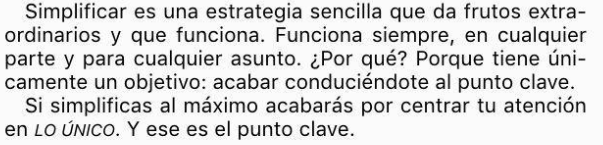 Simplificar es una estrategia sencilla que da frutos extra-
ordinarios y que funciona. Funciona siempre, en cualquier
parte y para cualquier asunto. ¿Por qué? Porque tiene úni-
camente un objetivo: acabar conduciéndote al punto clave.
Si simplificas al máximo acabarás por centrar tu atención
en LO ÚNICO. Y ese es el punto clave.